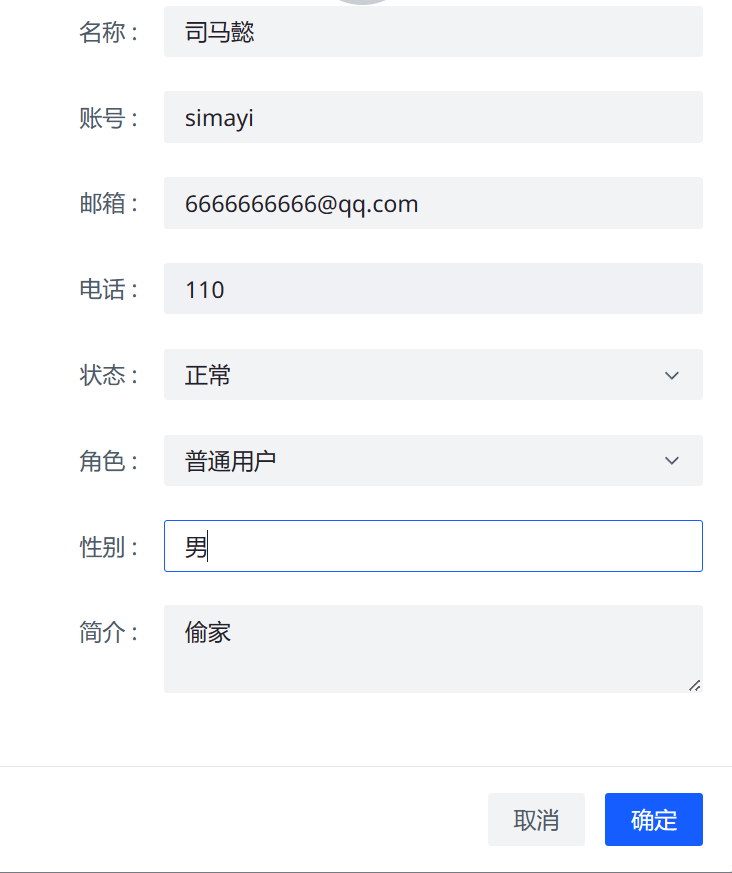 名称 : 司马懿
账号 : simayi
邮箱 : 6666666666@qq.com
电话 : 110
状态 : 正常
角色 : 普通用户
性别 : 男
简介 : 偷家
取消 确定